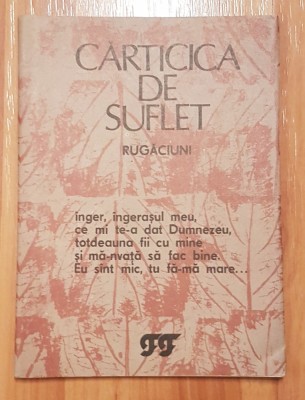 CARTICICA
DE
SUFLET
RUGĂCIUNI
înger, îngerașul meu,
ce mi te-a dat Dumnezeu,
totdeauna fii cu mine
și mă-nvață să fac bine.
Eu sînt mic, tu fă-mă mare...